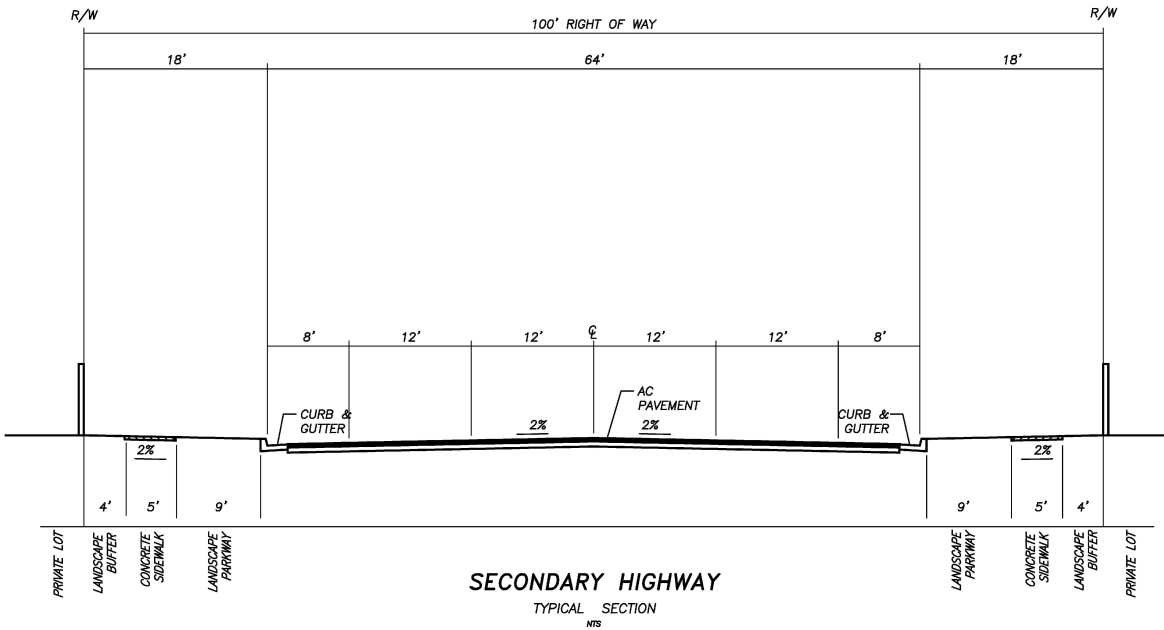 R/W
R/W
100' RIGHT OF WAY
18'
64'
18'
8'
12'
12'
℄
12'
12'
8'
CURB &
GUTTER
2%
AC
PAVEMENT
2%
CURB &
GUTTER
2%
2%
4'
5'
9'
9'
5'
4'
PRIVATE LOT
LANDSCAPE
BUFFER
CONCRETE
SIDEWALK
LANDSCAPE
PARKWAY
LANDSCAPE
PARKWAY
CONCRETE
SIDEWALK
LANDSCAPE
BUFFER
PRIVATE LOT
SECONDARY HIGHWAY
TYPICAL SECTION
NTS